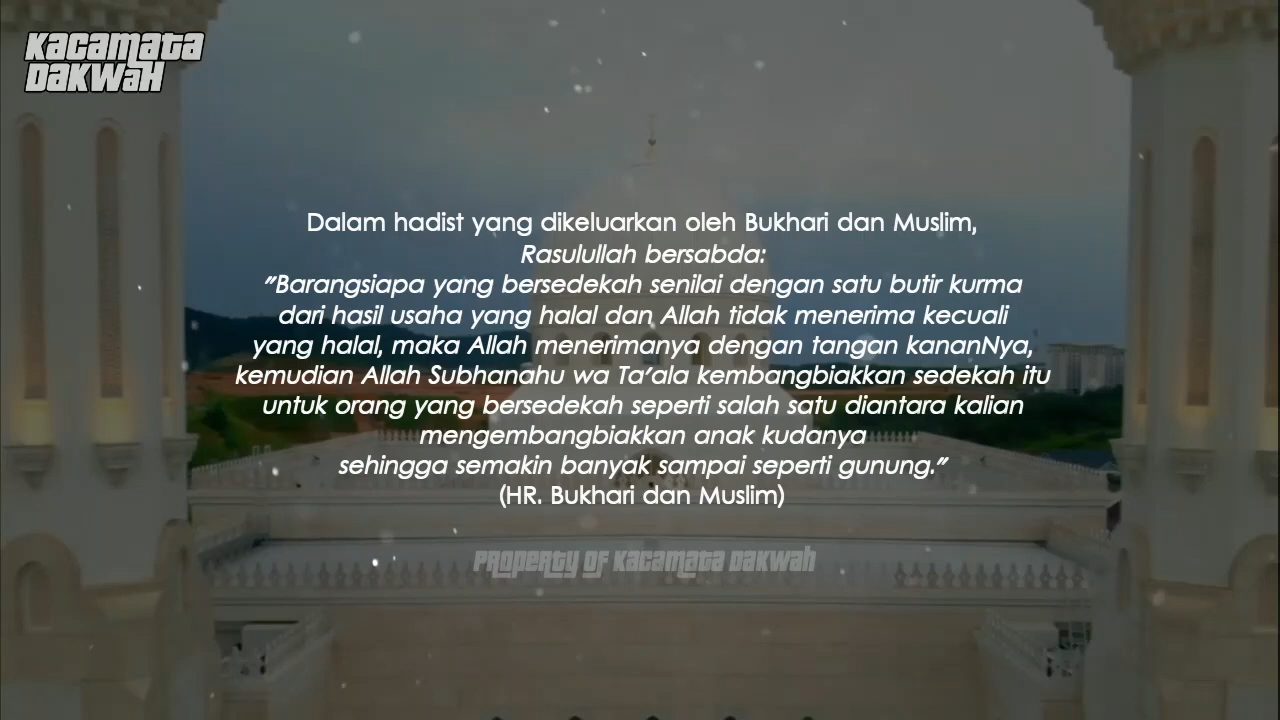 Kacamata
Dakwah
Dalam hadist yang dikeluarkan oleh Bukhari dan Muslim,
Rasulullah bersabda:
"Barangsiapa yang bersedekah senilai dengan satu butir kurma
dari hasil usaha yang halal dan Allah tidak menerima kecuali
yang halal, maka Allah menerimanya dengan tangan kananNya,
kemudian Allah Subhanahu wa Ta'ala kembangbiakkan sedekah itu
untuk orang yang bersedekah seperti salah satu diantara kalian
mengembangbiakkan anak kudanya
sehingga semakin banyak sampai seperti gunung."
(HR. Bukhari dan Muslim)
Property of Kacamata Dakwah